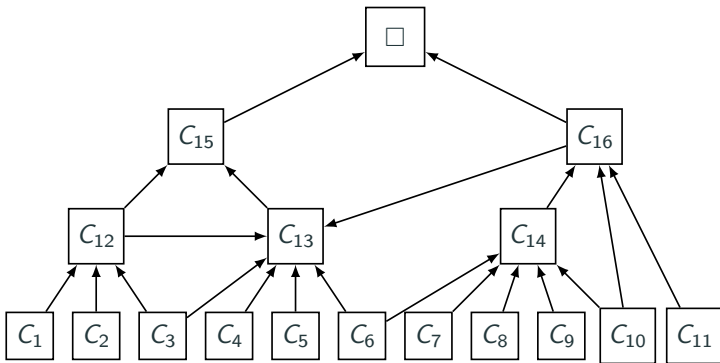 □
C₁₅ C₁₆
C₁₂ C₁₃ C₁₄
C₁ C₂ C₃ C₄ C₅ C₆ C₇ C₈ C₉ C₁₀ C₁₁